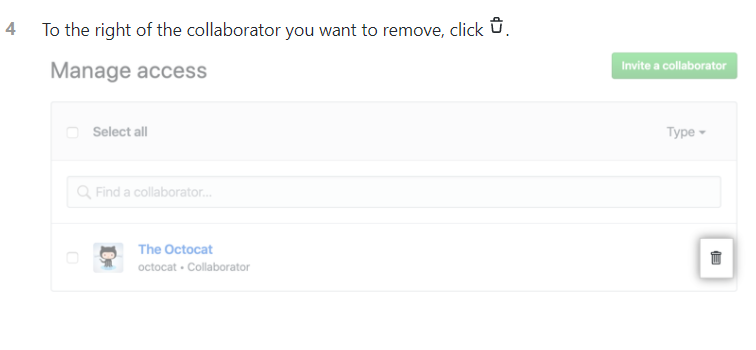 4 To the right of the collaborator you want to remove, click .
Manage access
Invite a collaborator
Select all
Type
Find a collaborator...
The Octocat
octocat • Collaborator